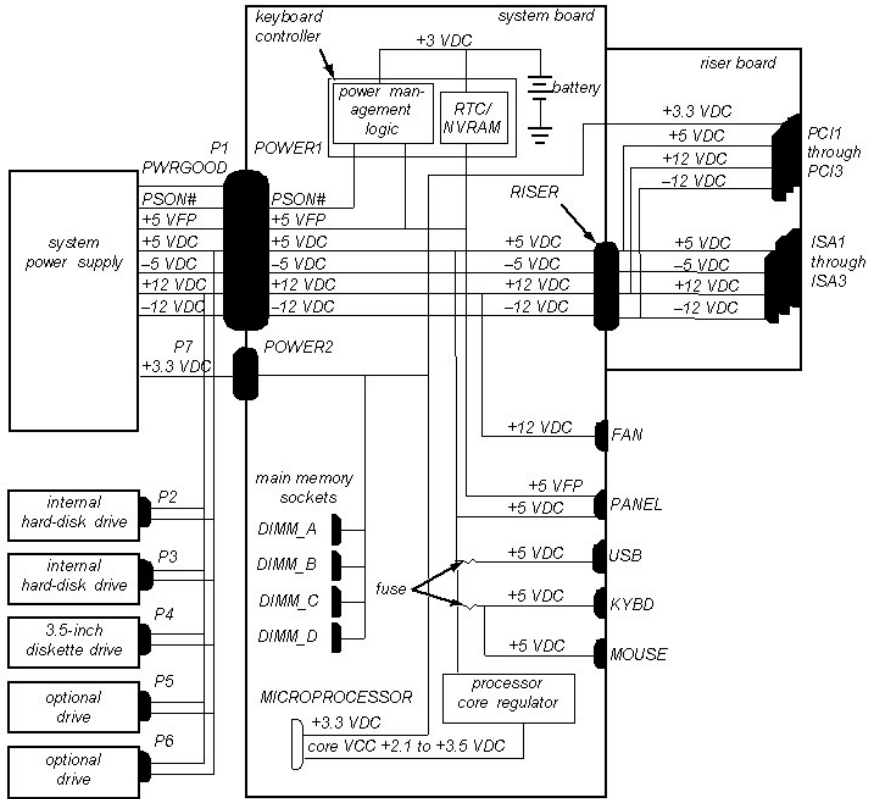 keyboard
controller
system board
+3 VDC
riser board
power man-
agement
logic
RTC/
NVRAM
battery
+3.3 VDC
+5 VDC
+12 VDC
–12 VDC
PCI1
through
PCI3
P1
POWER1
PWRGOOD
RISER
system
power supply
PSON#
+5 VFP
+5 VDC
–5 VDC
+12 VDC
–12 VDC
PSON#
+5 VFP
+5 VDC
–5 VDC
+12 VDC
–12 VDC
+5 VDC
–5 VDC
+12 VDC
–12 VDC
+5 VDC
–5 VDC
+12 VDC
–12 VDC
ISA1
through
ISA3
P7
+3.3 VDC
POWER2
+12 VDC
FAN
main memory
sockets
DIMM_A
DIMM_B
DIMM_C
DIMM_D
fuse
+5 VFP
+5 VDC
PANEL
+5 VDC
USB
+5 VDC
KYBD
+5 VDC
MOUSE
internal
hard-disk drive
P2
internal
hard-disk drive
P3
3.5-inch
diskette drive
P4
optional
drive
P5
optional
drive
P6
MICROPROCESSOR
+3.3 VDC
core VCC +2.1 to +3.5 VDC
processor
core regulator